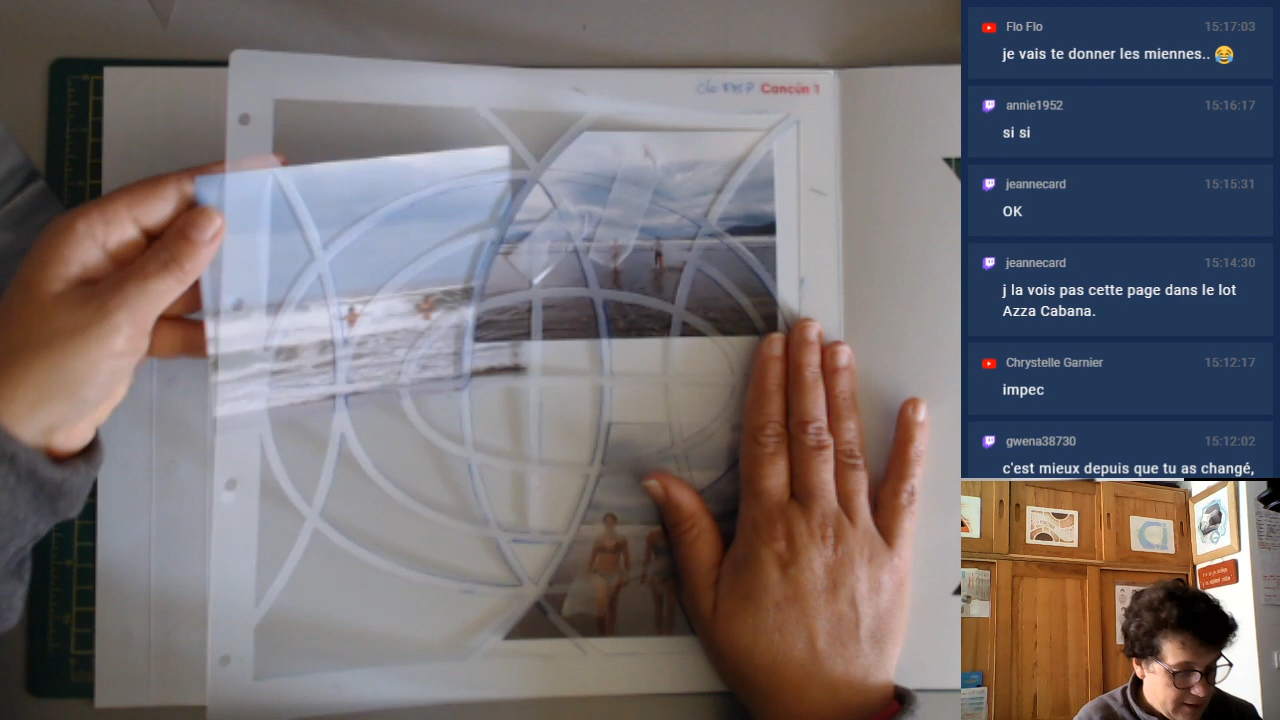 Cancún 1
Flo Flo 15:17:03
je vais te donner les miennes.. 😂
annie1952 15:16:17
si si
jeannecard 15:15:31
OK
jeannecard 15:14:30
j la vois pas cette page dans le lot
Azza Cabana.
Chrystelle Garnier 15:12:17
impec
gwena38730 15:12:02
c'est mieux depuis que tu as changé,